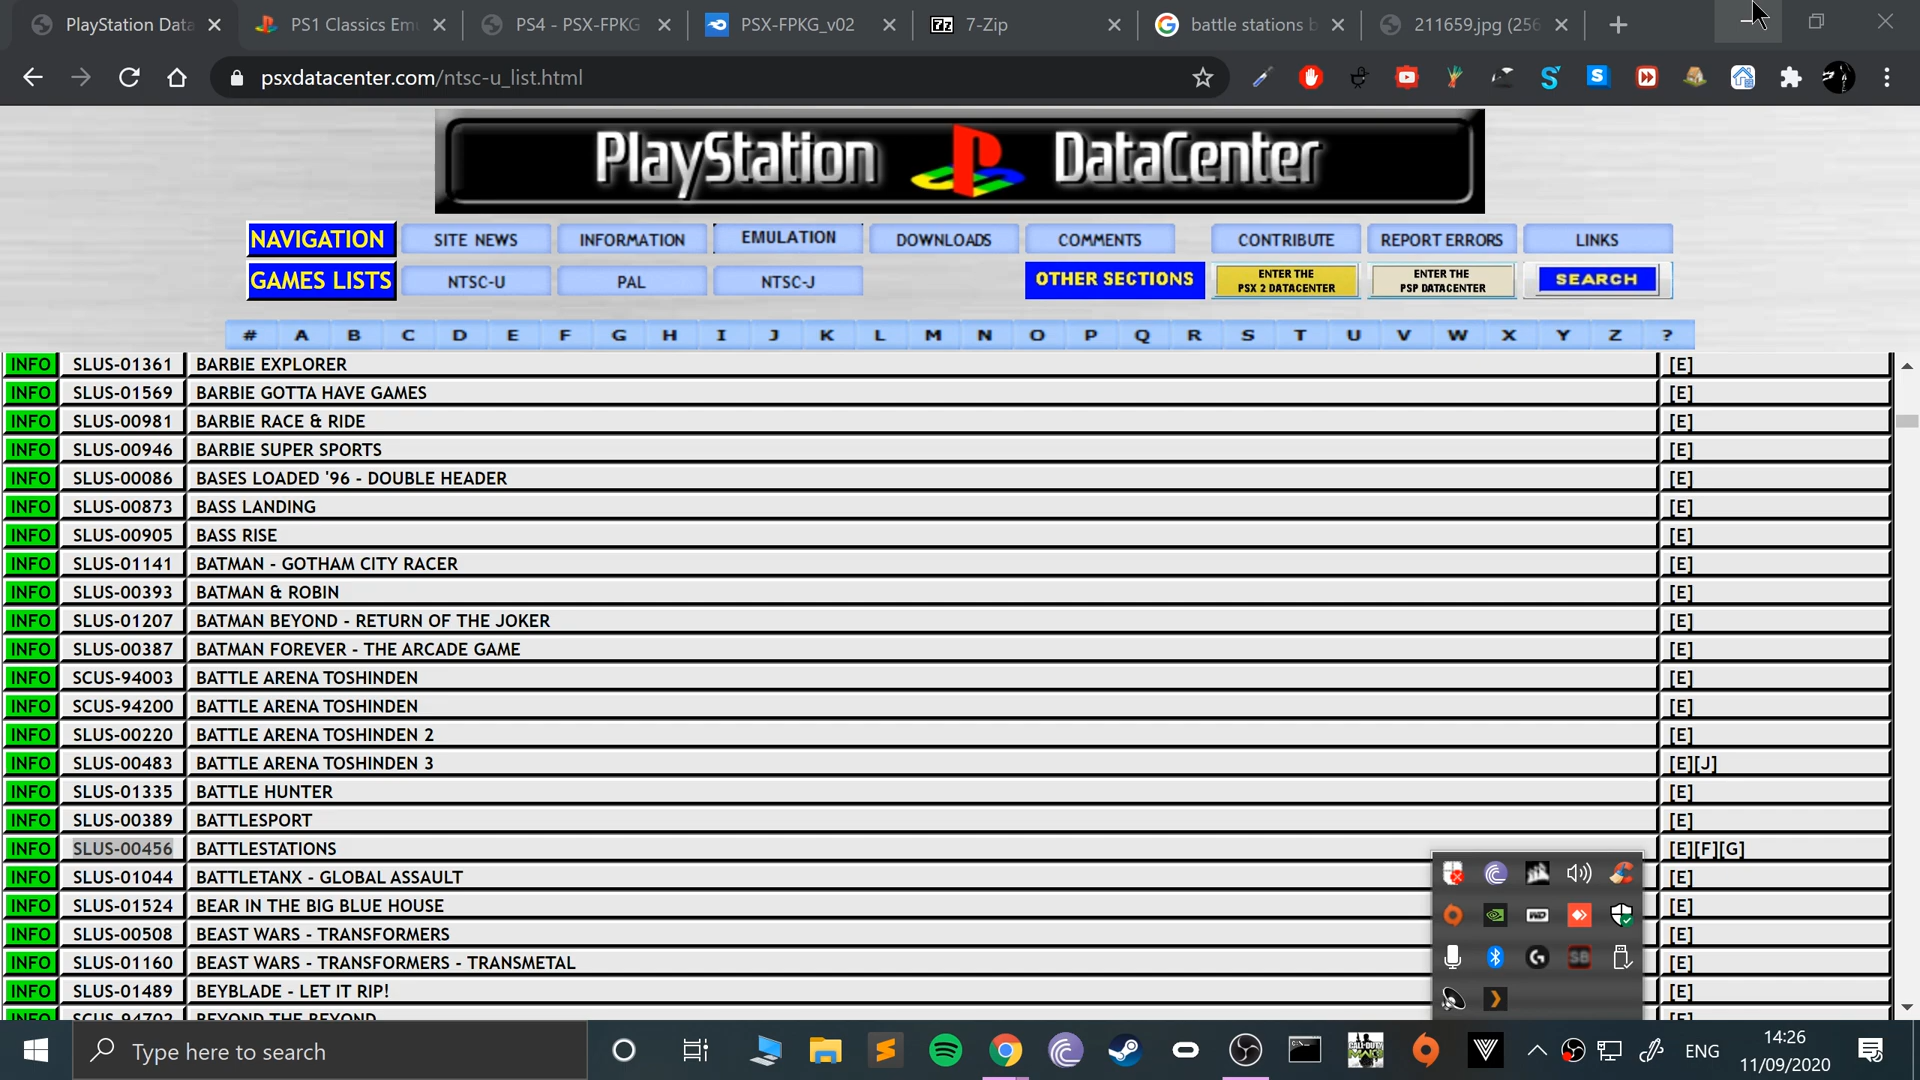 PlayStation Data
PS1 Classics Emu
PS4 - PSX-FPKG
PSX-FPKG_v02
7z
7-Zip
battle stations b
211659.jpg (256
psxdatacenter.com/ntsc-u_list.html
PlayStation DataCenter
NAVIGATION SITE NEWS INFORMATION EMULATION DOWNLOADS COMMENTS CONTRIBUTE REPORT ERRORS LINKS
GAMES LISTS NTSC-U PAL NTSC-J OTHER SECTIONS ENTER THE PSX 2 DATACENTER ENTER THE PSP DATACENTER SEARCH
# A B C D E F G H I J K L M N O P Q R S T U V W X Y Z ?
INFO SLUS-01361 BARBIE EXPLORER [E]
INFO SLUS-01569 BARBIE GOTTA HAVE GAMES [E]
INFO SLUS-00981 BARBIE RACE & RIDE [E]
INFO SLUS-00946 BARBIE SUPER SPORTS [E]
INFO SLUS-00086 BASES LOADED '96 - DOUBLE HEADER [E]
INFO SLUS-00873 BASS LANDING [E]
INFO SLUS-00905 BASS RISE [E]
INFO SLUS-01141 BATMAN - GOTHAM CITY RACER [E]
INFO SLUS-00393 BATMAN & ROBIN [E]
INFO SLUS-01207 BATMAN BEYOND - RETURN OF THE JOKER [E]
INFO SLUS-00387 BATMAN FOREVER - THE ARCADE GAME [E]
INFO SCUS-94003 BATTLE ARENA TOSHINDEN [E]
INFO SCUS-94200 BATTLE ARENA TOSHINDEN [E]
INFO SLUS-00220 BATTLE ARENA TOSHINDEN 2 [E]
INFO SLUS-00483 BATTLE ARENA TOSHINDEN 3 [E][J]
INFO SLUS-01335 BATTLE HUNTER [E]
INFO SLUS-00389 BATTLESPORT [E]
INFO SLUS-00456 BATTLESTATIONS [E][F][G]
INFO SLUS-01044 BATTLETANX - GLOBAL ASSAULT [E]
INFO SLUS-01524 BEAR IN THE BIG BLUE HOUSE [E]
INFO SLUS-00508 BEAST WARS - TRANSFORMERS [E]
INFO SLUS-01160 BEAST WARS - TRANSFORMERS - TRANSMETAL [E]
INFO SLUS-01489 BEYBLADE - LET IT RIP! [E]
INFO SCUS-94702 BEYOND THE BEYOND [E]
Type here to search
ENG
14:26
11/09/2020